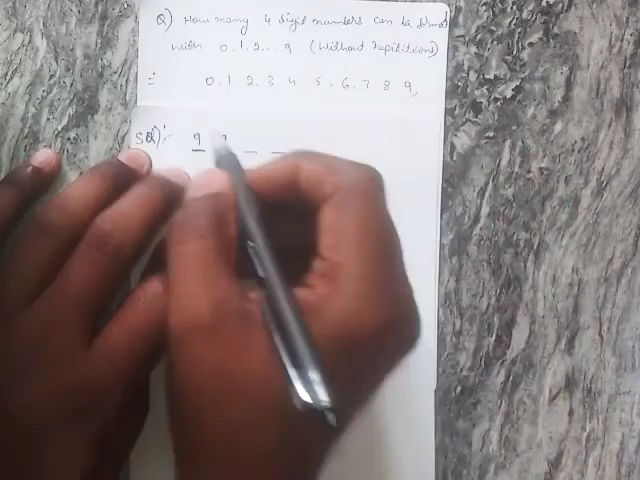 Q) How many 4 digit numbers can be formed
with 0,1,2... 9 (Without repititions)
:- 0,1,2,3 4 5,6,7 8 9,
Sol):- 9